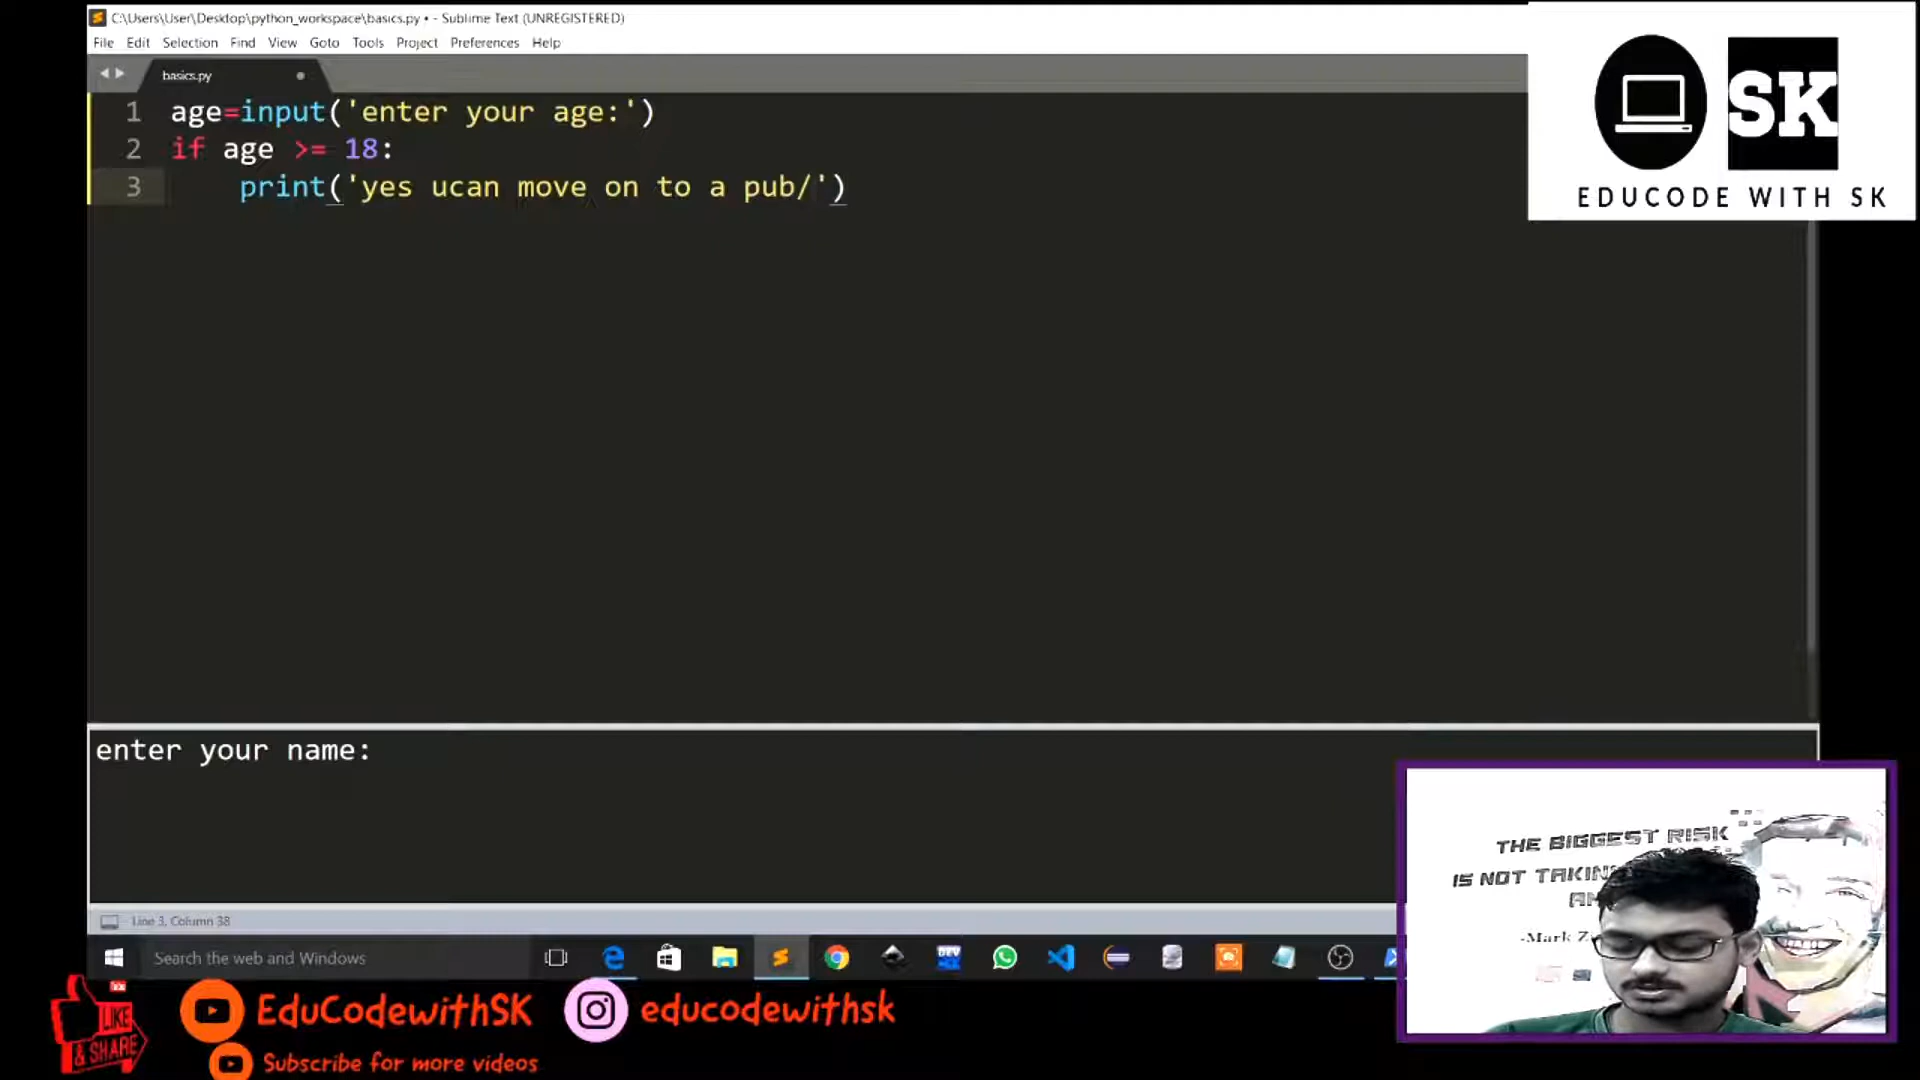 C:\Users\User\Desktop\python_workspace\basics.py • - Sublime Text (UNREGISTERED)
File Edit Selection Find View Goto Tools Project Preferences Help
basics.py
1 age=input('enter your age:')
2 if age >= 18:
3 print('yes ucan move on to a pub/')
SK
EDUCODE WITH SK
enter your name:
THE BIGGEST RISK
IS NOT TAKIN
AN
-Mark Z
Line 3, Column 38
Search the web and Windows
DEV
LIKE
& SHARE
EduCodewithSK
educodewithsk
Subscribe for more videos